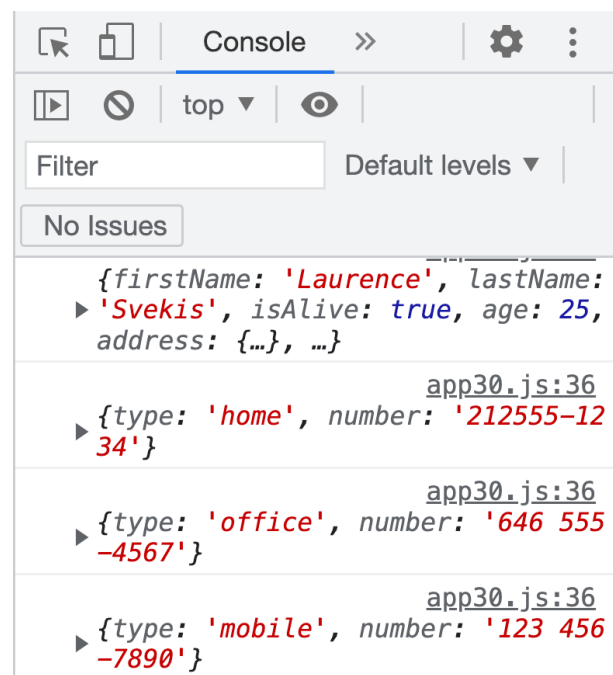 Console
top
Filter
Default levels
No Issues
{firstName: 'Laurence', lastName:
'Svekis', isAlive: true, age: 25,
address: {…}, …}
app30.js:36
{type: 'home', number: '212555-12
34'}
app30.js:36
{type: 'office', number: '646 555
-4567'}
app30.js:36
{type: 'mobile', number: '123 456
-7890'}